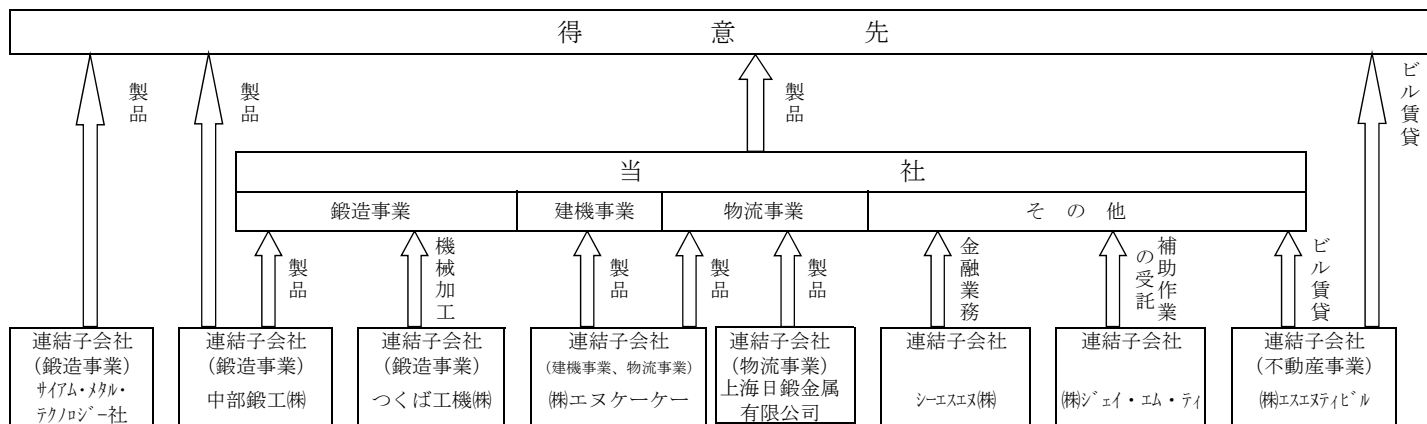 得 意 先
製品
製品
製品
ビル賃貸
当 社
鍛造事業
建機事業
物流事業
そ の 他
製品
機械加工
製品
製品
製品
金融業務
補助作業
の受託
ビル賃貸
連結子会社
(鍛造事業)
サイアム・メタル・
テクノロジー社
連結子会社
(鍛造事業)
中部鍛工㈱
連結子会社
(鍛造事業)
つくば工機㈱
連結子会社
(建機事業、物流事業)
㈱エヌケーケー
連結子会社
(物流事業)
上海日鍛金属
有限公司
連結子会社
シーエスエヌ㈱
連結子会社
㈱ジェイ・エム・ティ
連結子会社
(不動産事業)
㈱エスエヌティビル